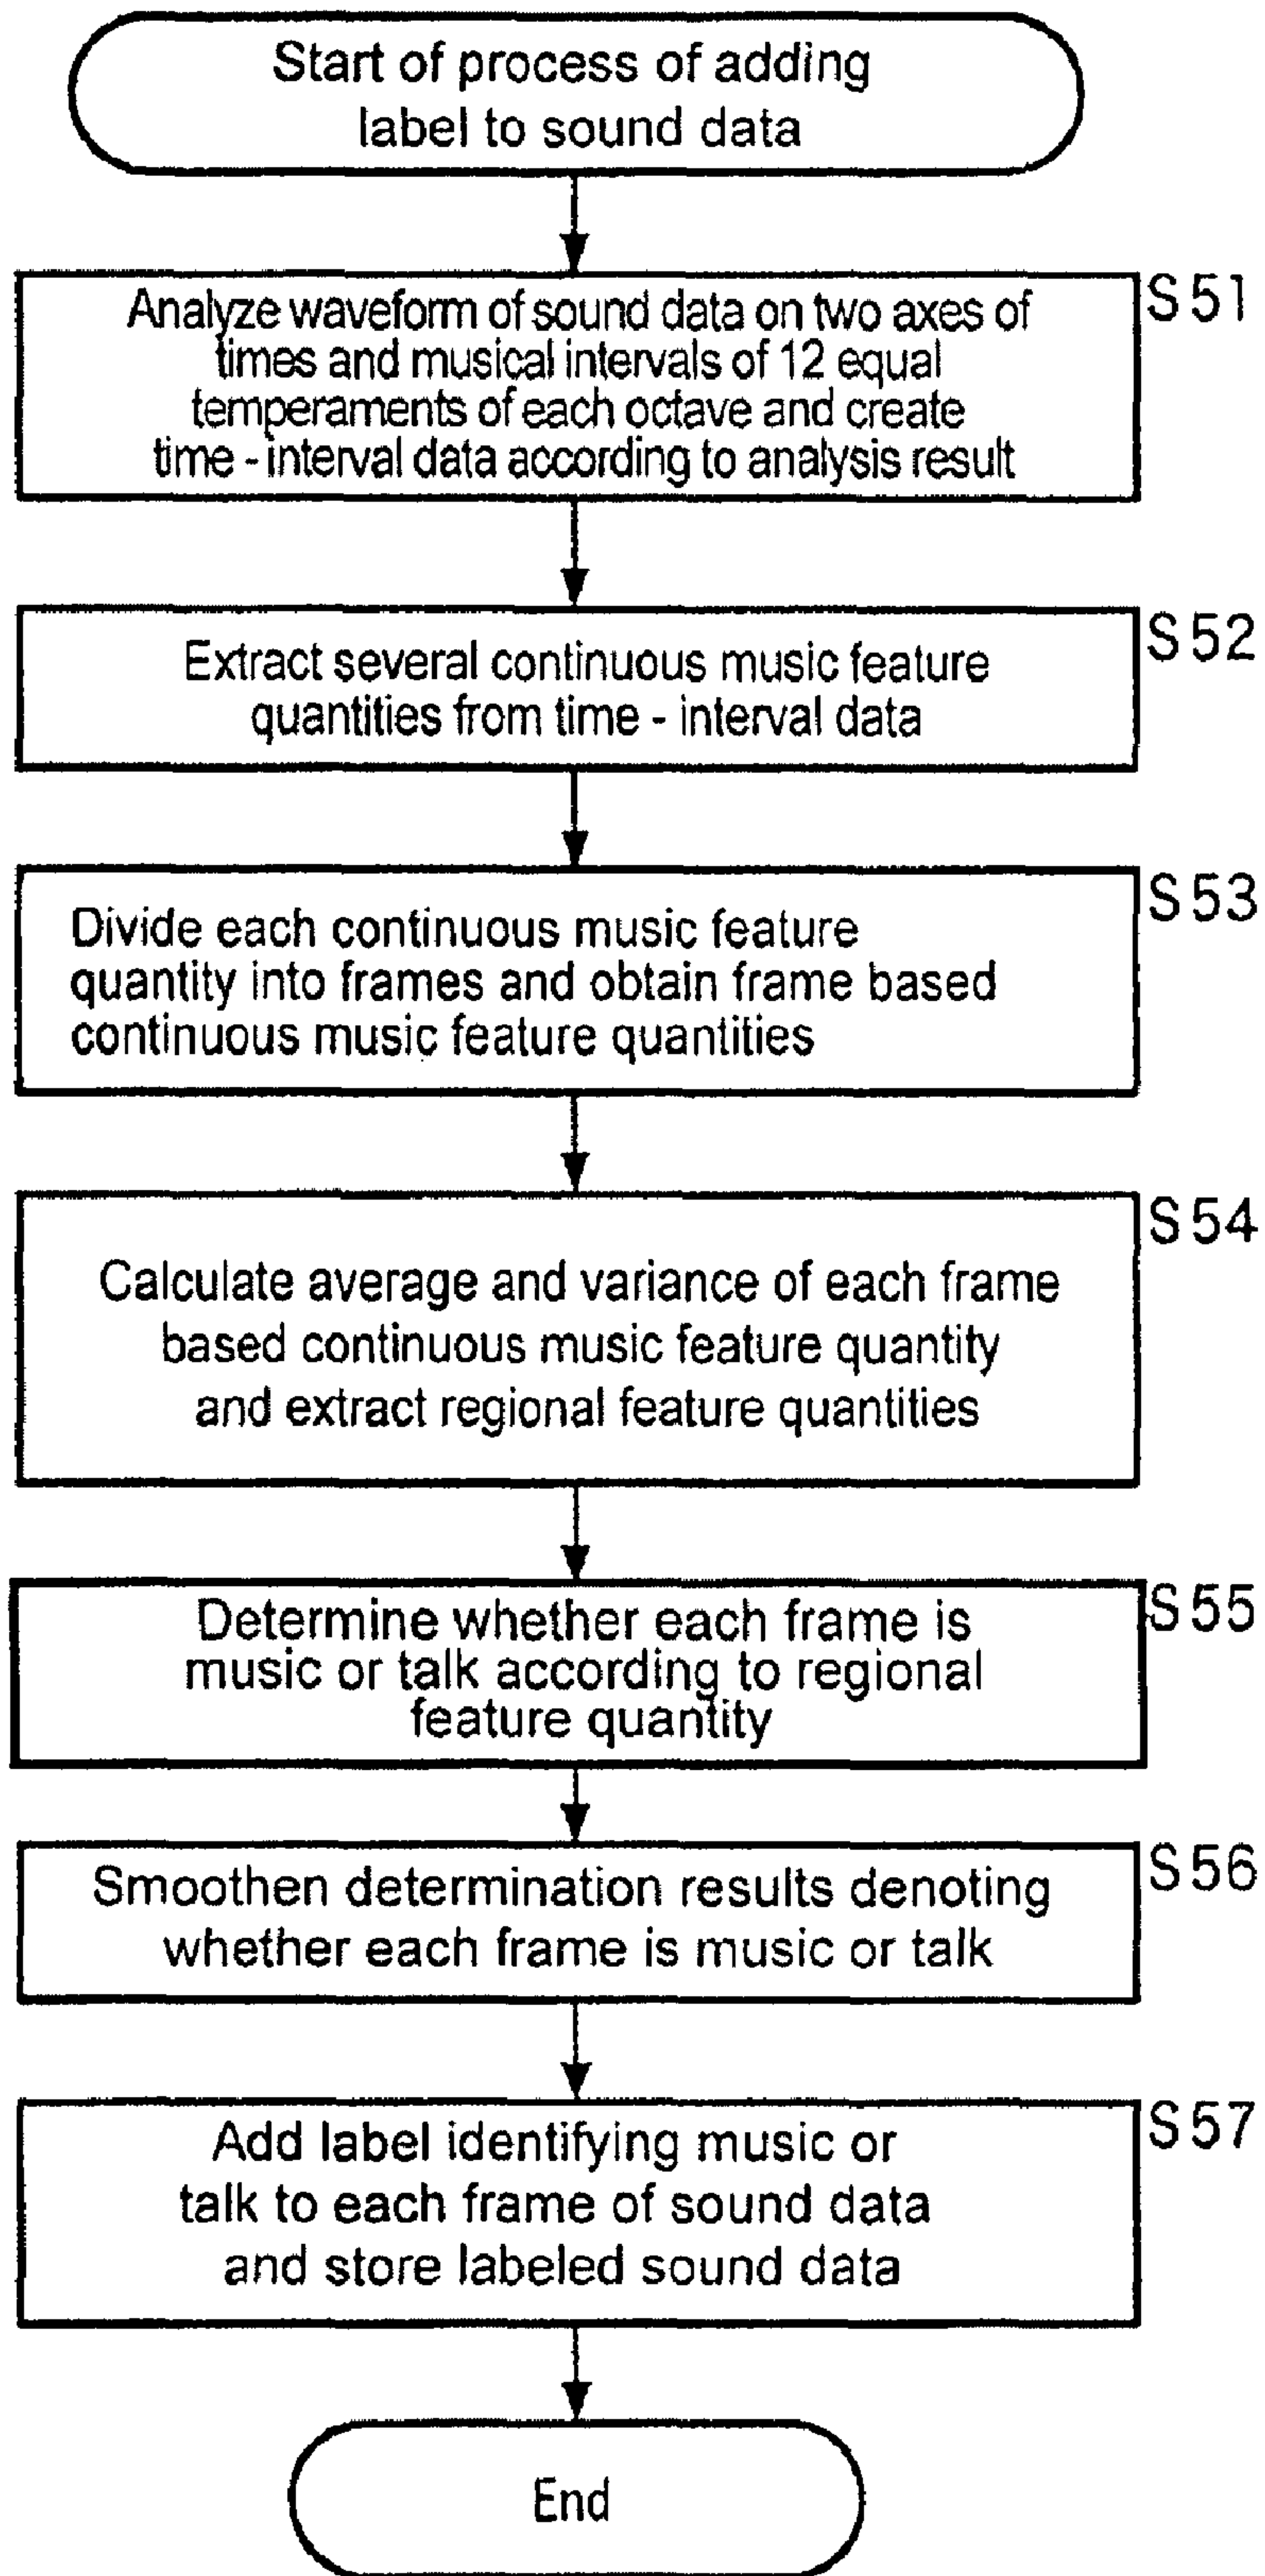 Start of process of adding
label to sound data
S51
Analyze waveform of sound data on two axes of
times and musical intervals of 12 equal
temperaments of each octave and create
time - interval data according to analysis result
S52
Extract several continuous music feature
quantities from time - interval data
S53
Divide each continuous music feature
quantity into frames and obtain frame based
continuous music feature quantities
S54
Calculate average and variance of each frame
based continuous music feature quantity
and extract regional feature quantities
S55
Determine whether each frame is
music or talk according to regional
feature quantity
S56
Smoothen determination results denoting
whether each frame is music or talk
S57
Add label identifying music or
talk to each frame of sound data
and store labeled sound data
End